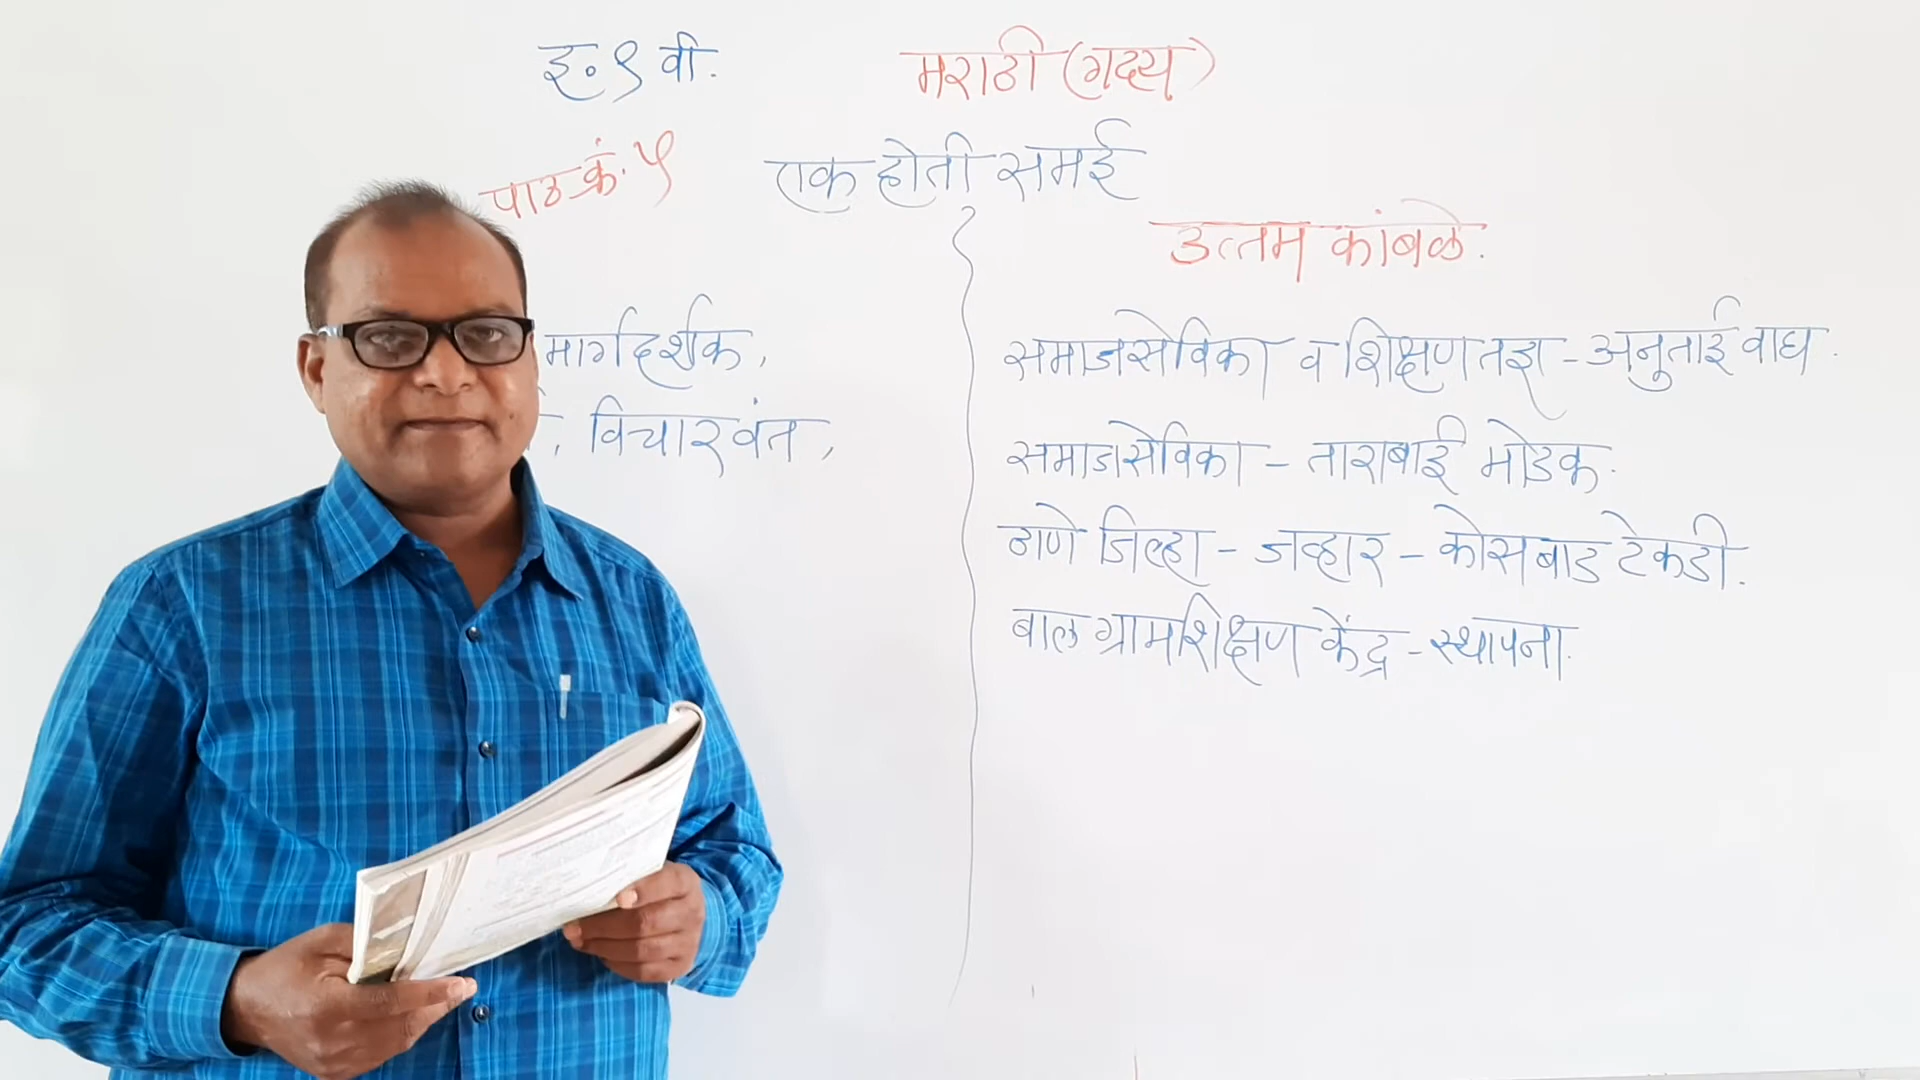 इ. ९ वी.
मराठी (गद्य)
पाठ क्रं. ५
एक होती समई
उत्तम कांबळे.
मार्गदर्शक,
, विचारवंत,
समाजसेविका व शिक्षणतज्ञ - अनुताई वाघ.
समाजसेविका - ताराबाई मोडक.
ठाणे जिल्हा - जव्हार - कोसबाड टेकडी.
बाल ग्रामशिक्षण केंद्र - स्थापना.